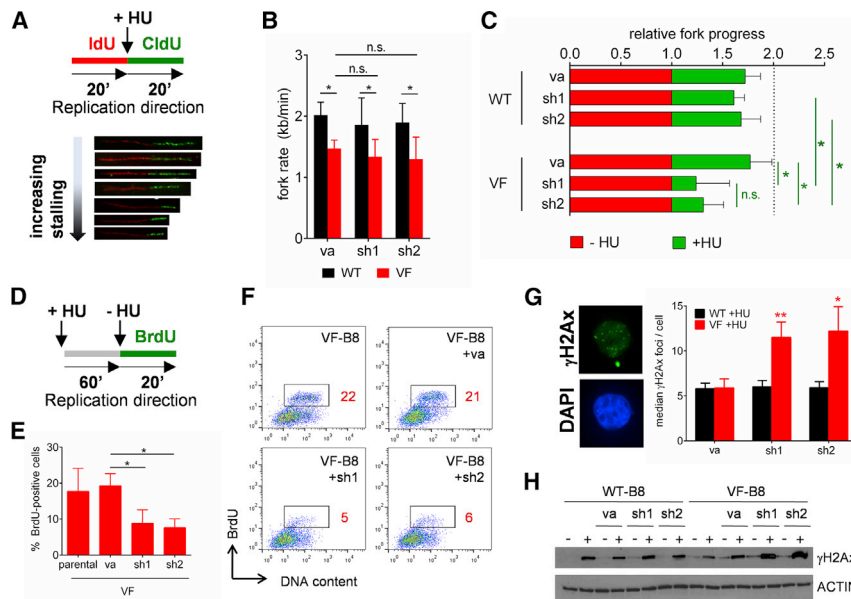 A
+ HU
IdU
CldU
20'
20'
Replication direction
increasing
stalling
B
n.s.
n.s.
*
*
*
fork rate (kb/min)
3
2
1
0
va
sh1
sh2
WT
VF
C
relative fork progress
0.0
0.5
1.0
1.5
2.0
2.5
WT
va
sh1
sh2
VF
va
sh1
sh2
n.s.
*
*
*
*
- HU
+HU
D
+ HU
- HU
BrdU
60'
20'
Replication direction
E
% BrdU-positive cells
30
20
10
0
*
*
parental
va
sh1
sh2
VF
F
VF-B8
22
VF-B8
+va
21
VF-B8
+sh1
5
VF-B8
+sh2
6
BrdU
DNA content
G
γH2Ax
DAPI
median γH2Ax foci / cell
15
10
5
0
WT +HU
VF +HU
**
*
va
sh1
sh2
H
WT-B8
VF-B8
va
sh1
sh2
va
sh1
sh2
- + - + - + - + - + - + - + - +
γH2Ax
ACTIN